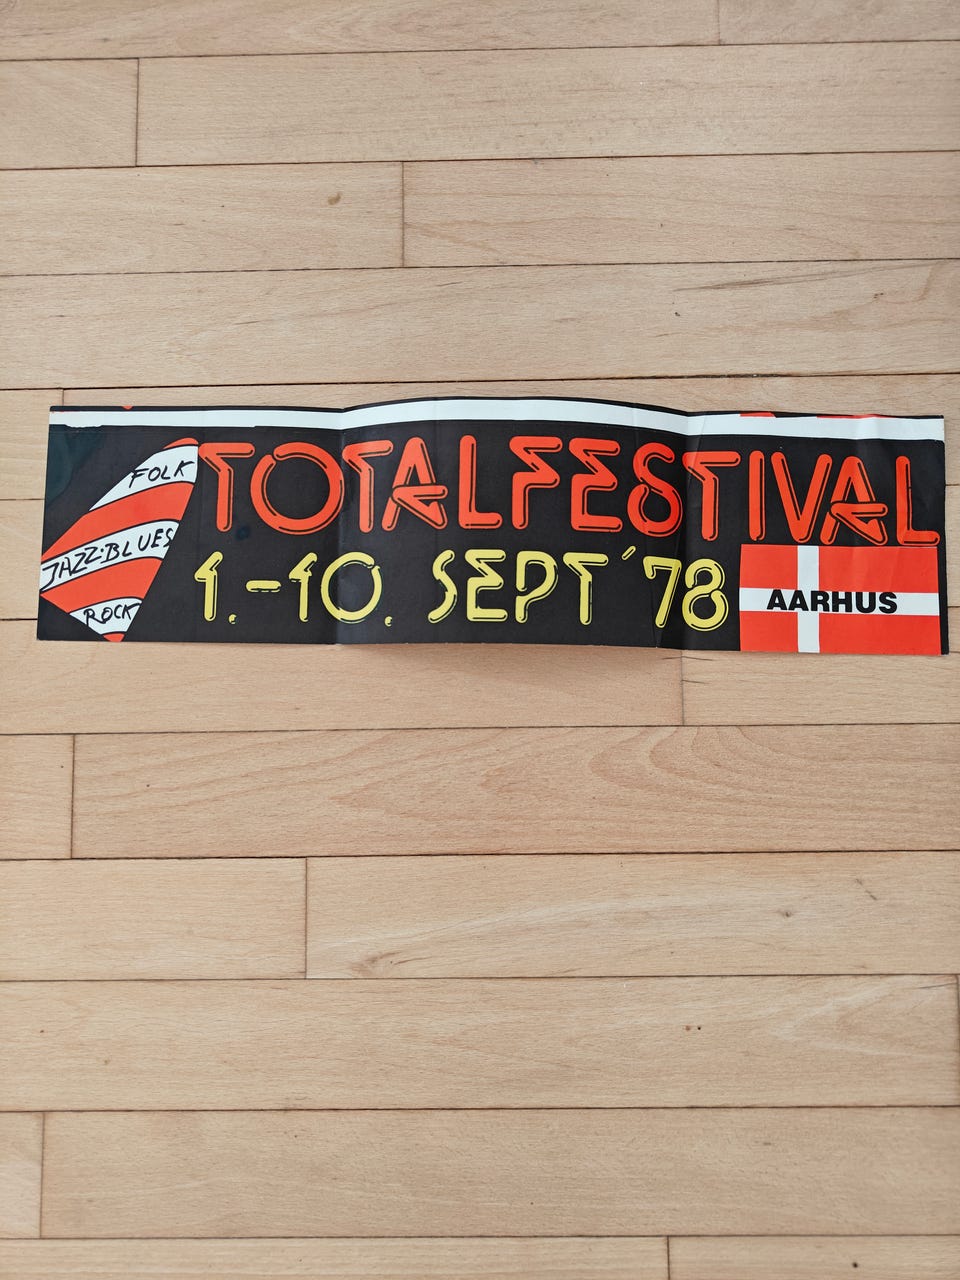 TOTALFESTIVAL
1.-10. SEPT '78
FOLK
JAZZ·BLUES
ROCK
AARHUS